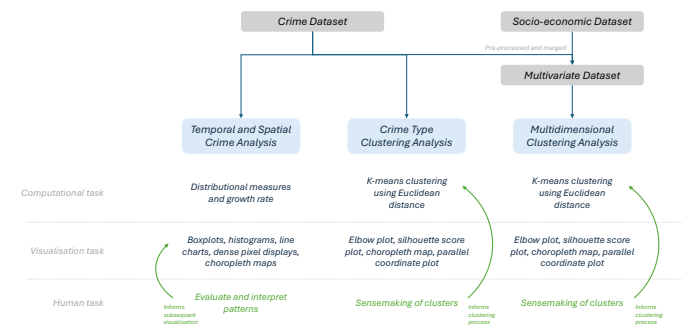 Crime Dataset
Socio-economic Dataset
Pre-processed and merged
Multivariate Dataset
Temporal and Spatial
Crime Analysis
Crime Type
Clustering Analysis
Multidimensional
Clustering Analysis
Computational task
Distributional measures
and growth rate
K-means clustering
using Euclidean
distance
K-means clustering
using Euclidean
distance
Visualisation task
Boxplots, histograms, line
charts, dense pixel displays,
choropleth maps
Elbow plot, silhouette score
plot, choropleth map, parallel
coordinate plot
Elbow plot, silhouette score
plot, choropleth map, parallel
coordinate plot
Human task
Informs
subsequent
visualisation
Evaluate and interpret
patterns
Sensemaking of clusters
Informs
clustering
process
Sensemaking of clusters
Informs
clustering
process